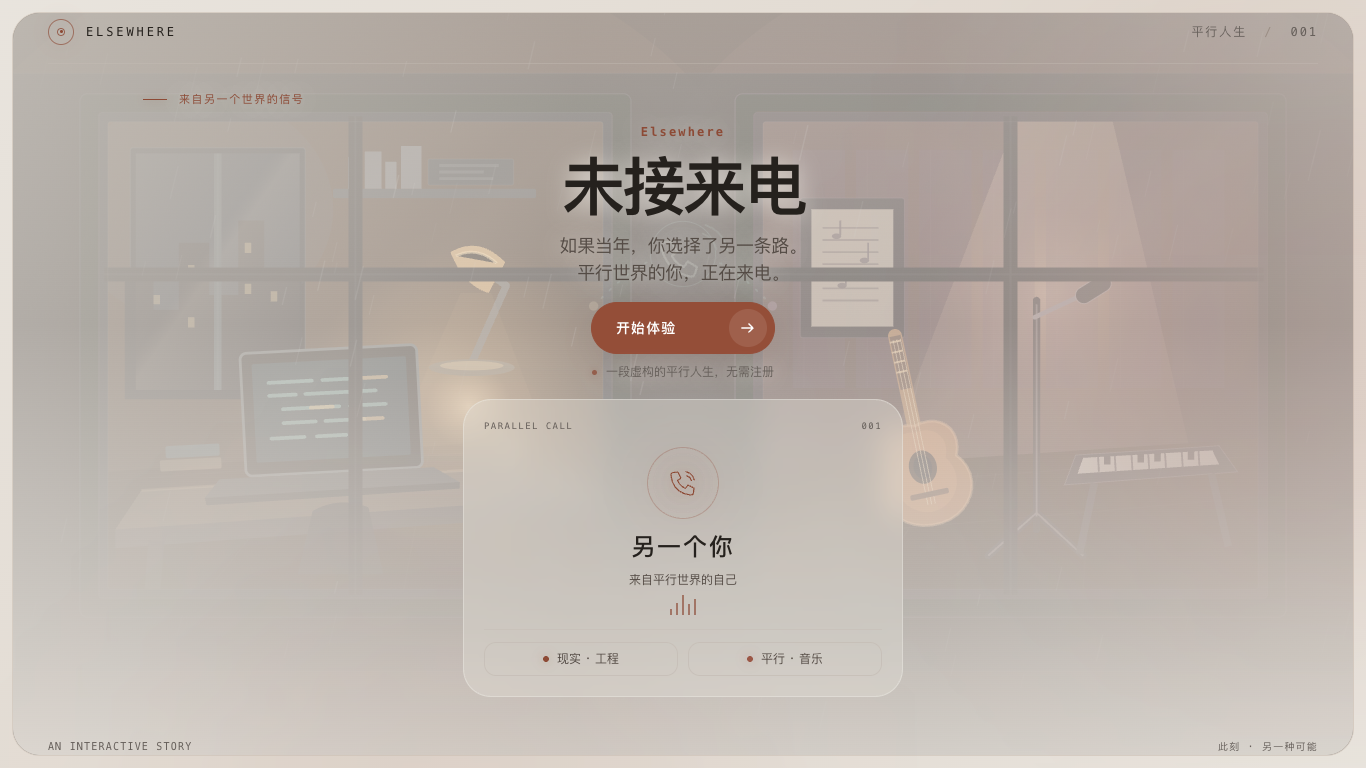 ELSEWHERE
平行人生 / 001
来自另一个世界的信号
Elsewhere
未接来电
如果当年，你选择了另一条路。
平行世界的你，正在来电。
开始体验
一段虚构的平行人生，无需注册
PARALLEL CALL
001
另一个你
来自平行世界的自己
现实 · 工程
平行 · 音乐
AN INTERACTIVE STORY
此刻 · 另一种可能